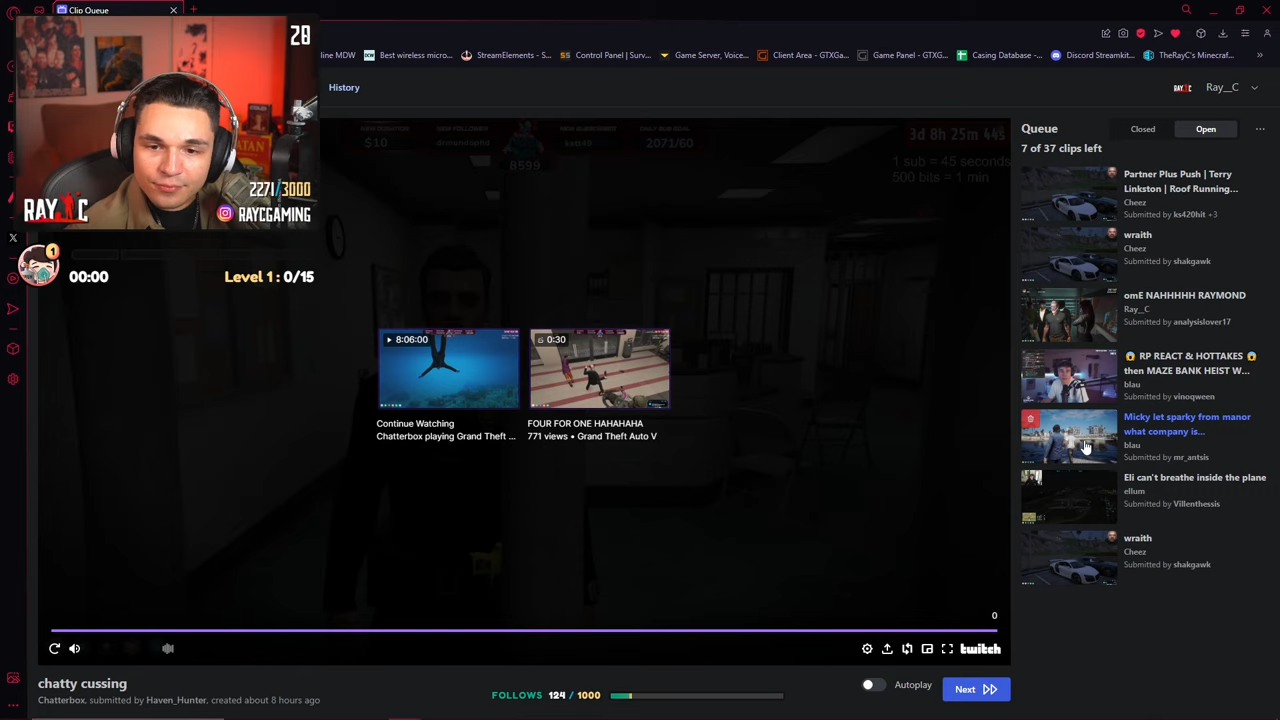 Clip Queue
28
line MDW
Best wireless micro...
StreamElements - S...
Control Panel | Surv...
Game Server, Voice...
Client Area - GTXGa...
Game Panel - GTXG...
Casing Database -...
Discord Streamkit...
TheRayC's Minecraf...
History
RAY C
Ray__C
2271/3000
RAY C
RAYCGAMING
1
00:00
Level 1 : 0/15
$10
8599
2071/60
3d 8h 25m 44s
1 sub = 45 seconds
500 bits = 1 min
8:06:00
0:30
Continue Watching
Chatterbox playing Grand Theft ...
FOUR FOR ONE HAHAHAHA
771 views • Grand Theft Auto V
0
twitch
chatty cussing
Chatterbox, submitted by Haven_Hunter, created about 8 hours ago
FOLLOWS 124 / 1000
Autoplay
Next
Queue
Closed
Open
7 of 37 clips left
Partner Plus Push | Terry
Linkston | Roof Running...
Cheez
Submitted by ks420hit +3
wraith
Cheez
Submitted by shakgawk
omE NAHHHHH RAYMOND
Ray__C
Submitted by analysislover17
😱 RP REACT & HOTTAKES 😱
then MAZE BANK HEIST W...
blau
Submitted by vinoqween
Micky let sparky from manor
what company is...
blau
Submitted by mr_antsis
Eli can't breathe inside the plane
ellum
Submitted by Villenthessis
wraith
Cheez
Submitted by shakgawk